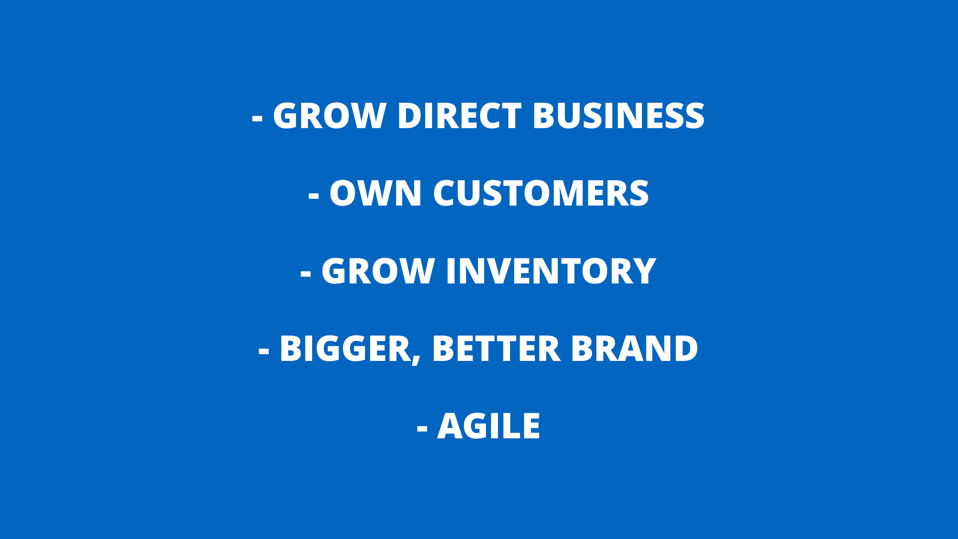 - GROW DIRECT BUSINESS
- OWN CUSTOMERS
- GROW INVENTORY
- BIGGER, BETTER BRAND
- AGILE